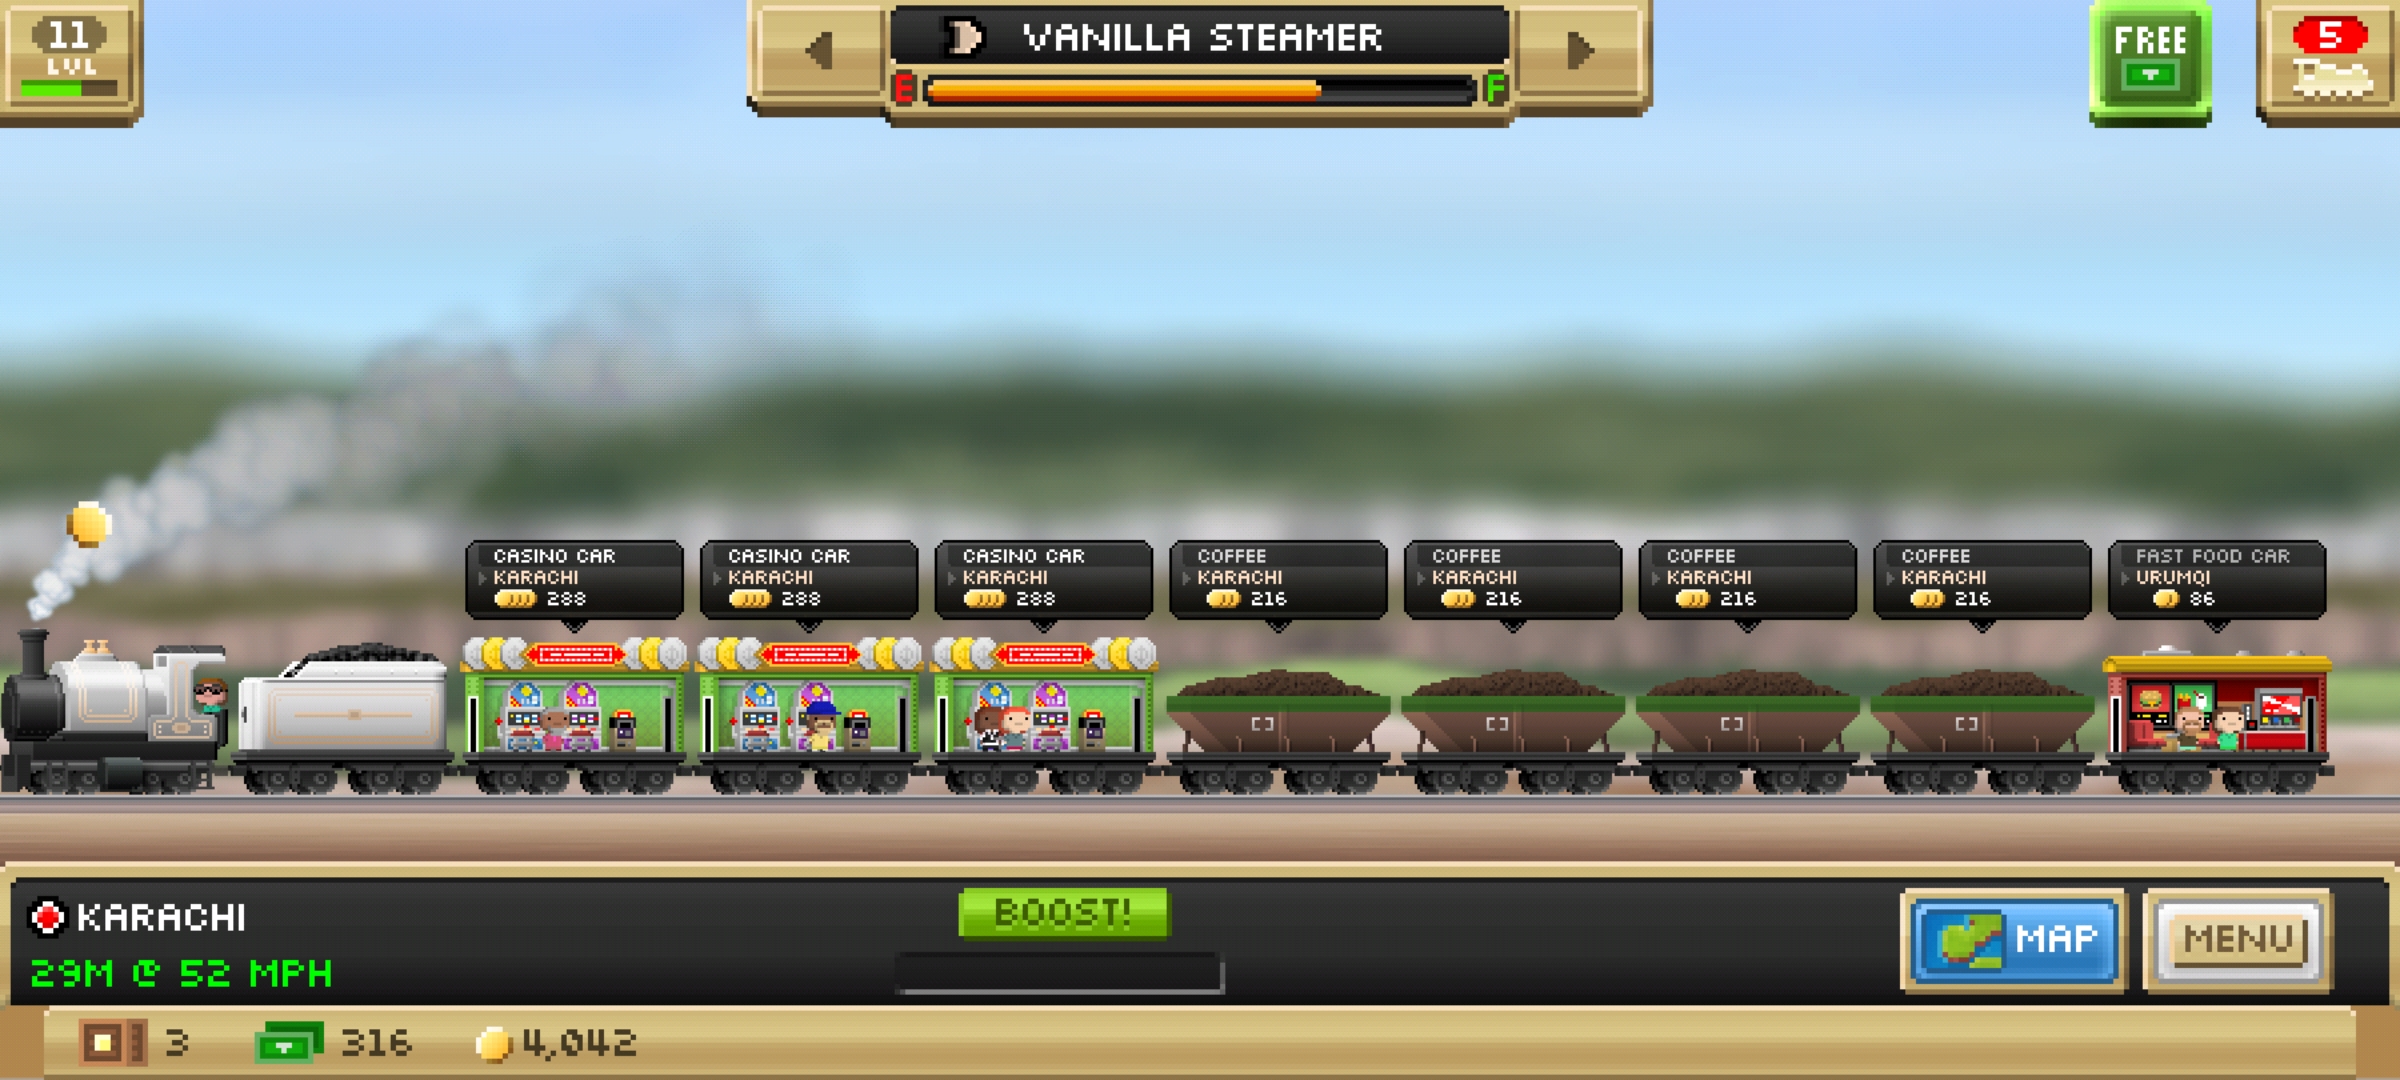 11
LVL
VANILLA STEAMER
E
F
FREE
5
CASINO CAR
KARACHI
288
CASINO CAR
KARACHI
288
CASINO CAR
KARACHI
288
COFFEE
KARACHI
216
COFFEE
KARACHI
216
COFFEE
KARACHI
216
COFFEE
KARACHI
216
FAST FOOD CAR
URUMQI
86
KARACHI
29M @ 52 MPH
BOOST!
MAP
MENU
3
316
4,042